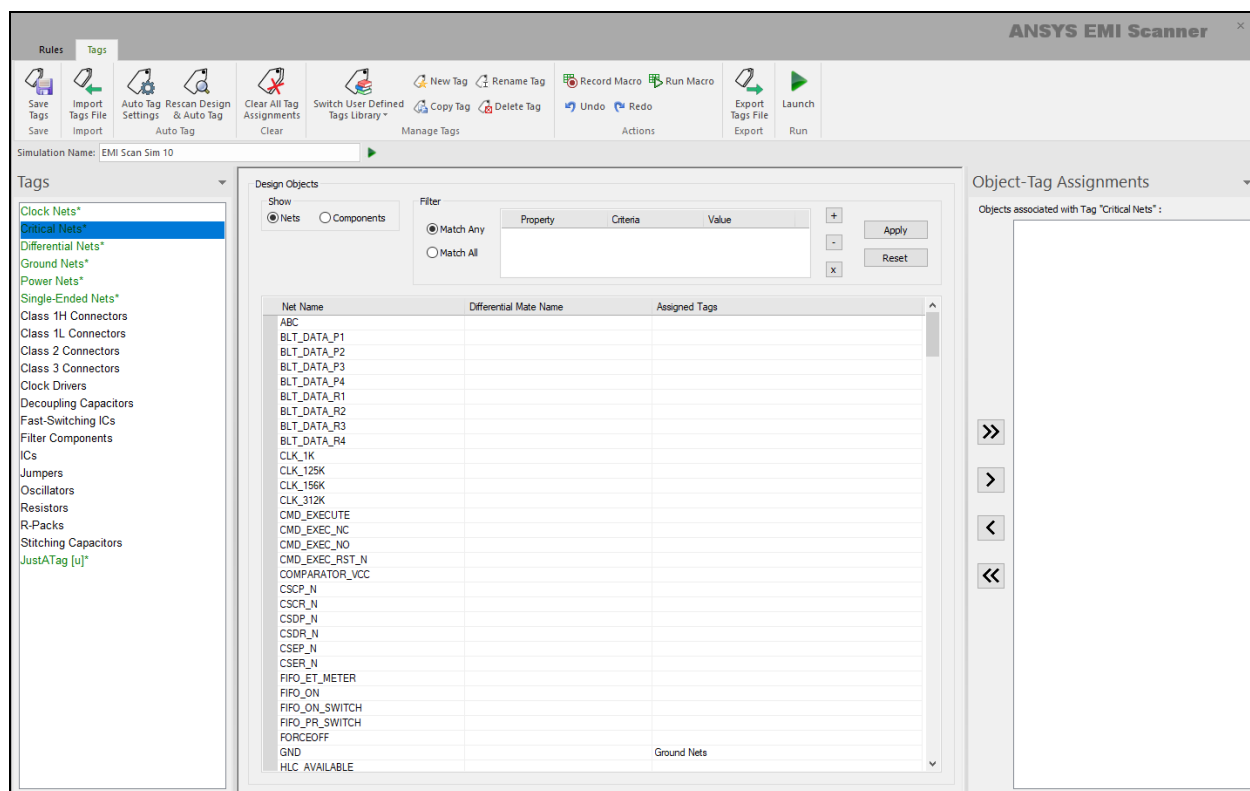 ANSYS EMI Scanner
Rules Tags
Save Tags
Import Tags File
Auto Tag Settings
Rescan Design & Auto Tag
Clear All Tag Assignments
Switch User Defined Tags Library
New Tag Rename Tag
Copy Tag Delete Tag
Record Macro Run Macro
Undo Redo
Export Tags File
Launch
Save Import Auto Tag Clear Manage Tags Actions Export Run
Simulation Name: EMI Scan Sim 10
Tags
Clock Nets*
Critical Nets*
Differential Nets*
Ground Nets*
Power Nets*
Single-Ended Nets*
Class 1H Connectors
Class 1L Connectors
Class 2 Connectors
Class 3 Connectors
Clock Drivers
Decoupling Capacitors
Fast-Switching ICs
Filter Components
ICs
Jumpers
Oscillators
Resistors
R-Packs
Stitching Capacitors
JustATag [u]*
Design Objects
Show
Nets Components
Filter
Match Any
Match All
Property Criteria Value
+
-
x
Apply
Reset
Net Name Differential Mate Name Assigned Tags
ABC
BLT_DATA_P1
BLT_DATA_P2
BLT_DATA_P3
BLT_DATA_P4
BLT_DATA_R1
BLT_DATA_R2
BLT_DATA_R3
BLT_DATA_R4
CLK_1K
CLK_125K
CLK_156K
CLK_312K
CMD_EXECUTE
CMD_EXEC_NC
CMD_EXEC_NO
CMD_EXEC_RST_N
COMPARATOR_VCC
CSCP_N
CSCR_N
CSDP_N
CSDR_N
CSEP_N
CSER_N
FIFO_ET_METER
FIFO_ON
FIFO_ON_SWITCH
FIFO_PR_SWITCH
FORCEOFF
GND Ground Nets
HLC_AVAILABLE
Object-Tag Assignments
Objects associated with Tag "Critical Nets" :
>>
>
<
<<